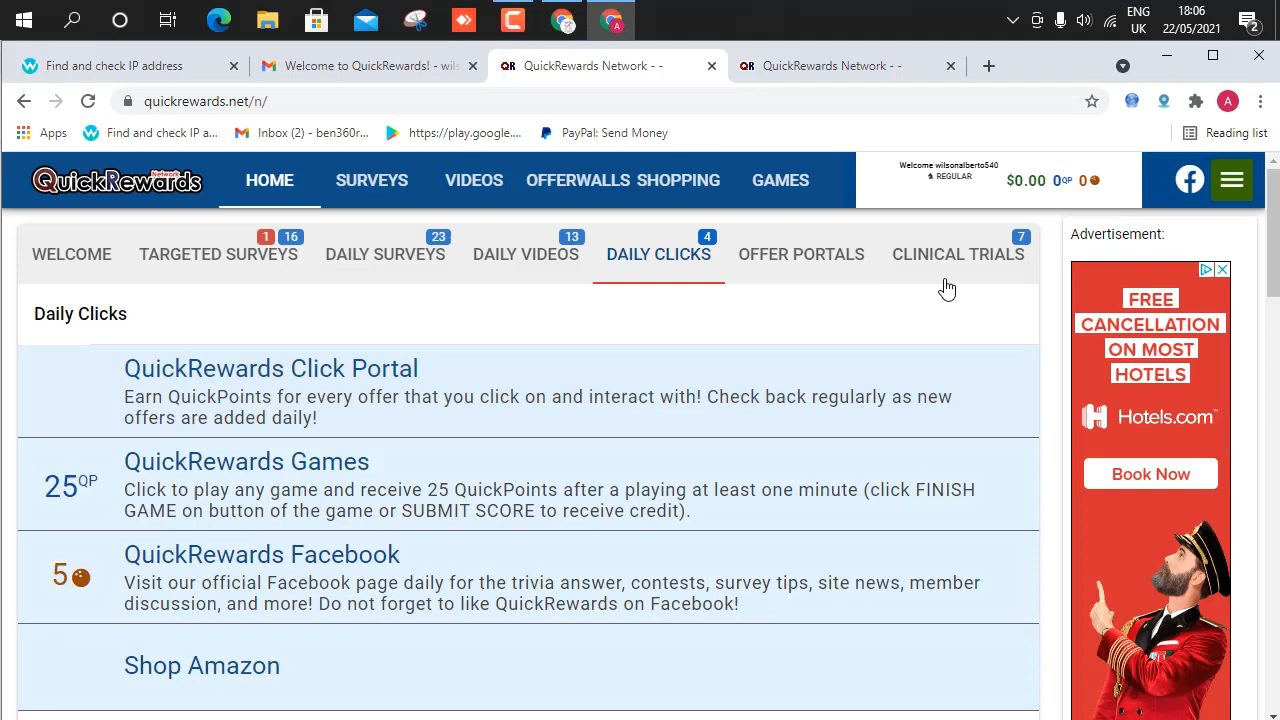 ENG
UK
18:06
22/05/2021
2
Find and check IP address
Welcome to QuickRewards! - wils
QuickRewards Network - -
QuickRewards Network - -
quickrewards.net/n/
A
Apps
Find and check IP a...
Inbox (2) - ben360r...
https://play.google....
PayPal: Send Money
Reading list
QuickRewards Network
HOME
SURVEYS
VIDEOS
OFFERWALLS
SHOPPING
GAMES
Welcome wilsonalberto540
REGULAR
$0.00 0QP 0
WELCOME
TARGETED SURVEYS 1 16
DAILY SURVEYS 23
DAILY VIDEOS 13
DAILY CLICKS 4
OFFER PORTALS
CLINICAL TRIALS 7
Daily Clicks
QuickRewards Click Portal
Earn QuickPoints for every offer that you click on and interact with! Check back regularly as new
offers are added daily!
25QP
QuickRewards Games
Click to play any game and receive 25 QuickPoints after a playing at least one minute (click FINISH
GAME on button of the game or SUBMIT SCORE to receive credit).
5
QuickRewards Facebook
Visit our official Facebook page daily for the trivia answer, contests, survey tips, site news, member
discussion, and more! Do not forget to like QuickRewards on Facebook!
Shop Amazon
Advertisement:
FREE
CANCELLATION
ON MOST
HOTELS
Hotels.com
Book Now